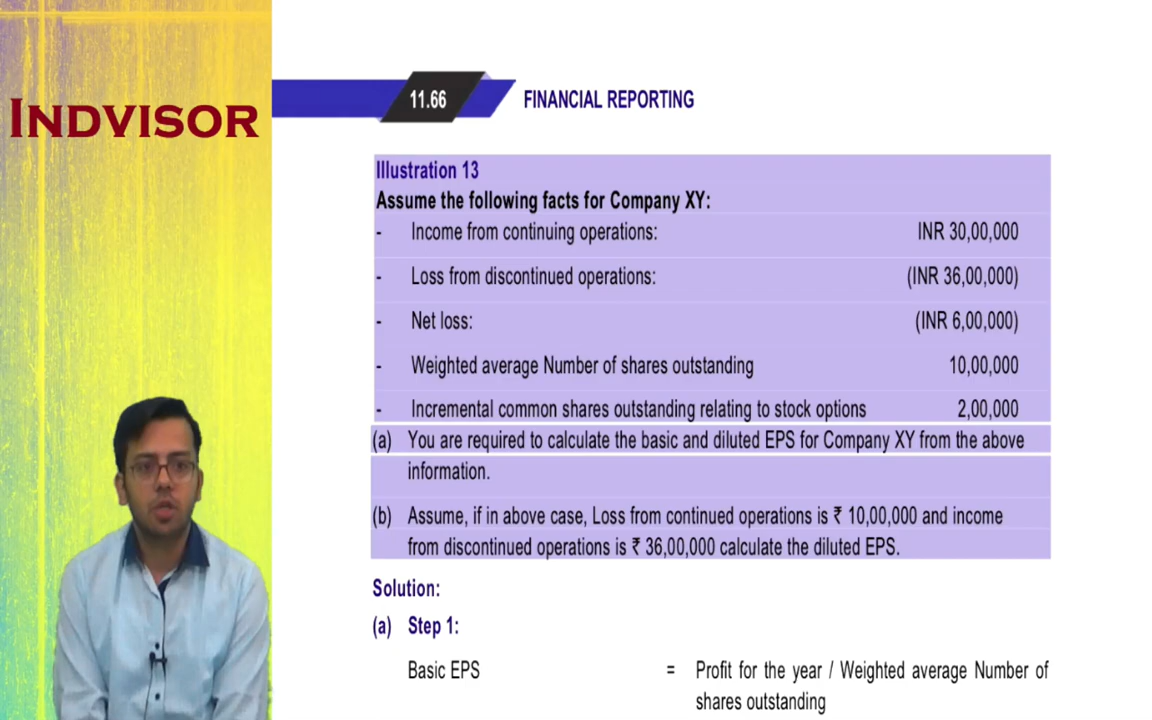 INDVISOR
11.66 FINANCIAL REPORTING
Illustration 13
Assume the following facts for Company XY:
- Income from continuing operations: INR 30,00,000
- Loss from discontinued operations: (INR 36,00,000)
- Net loss: (INR 6,00,000)
- Weighted average Number of shares outstanding 10,00,000
- Incremental common shares outstanding relating to stock options 2,00,000
(a) You are required to calculate the basic and diluted EPS for Company XY from the above
information.
(b) Assume, if in above case, Loss from continued operations is ₹ 10,00,000 and income
from discontinued operations is ₹ 36,00,000 calculate the diluted EPS.
Solution:
(a) Step 1:
Basic EPS = Profit for the year / Weighted average Number of
shares outstanding